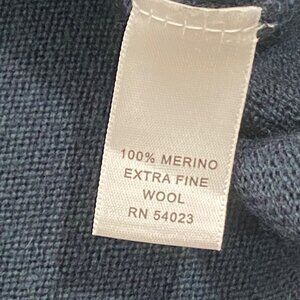 100% MERINO
EXTRA FINE
WOOL
RN 54023